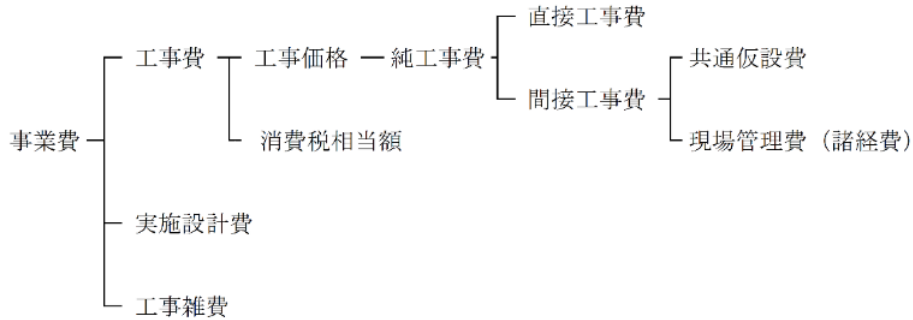 直接工事費
工事費
工事価格
純工事費
共通仮設費
間接工事費
事業費
消費税相当額
現場管理費（諸経費）
実施設計費
工事雑費